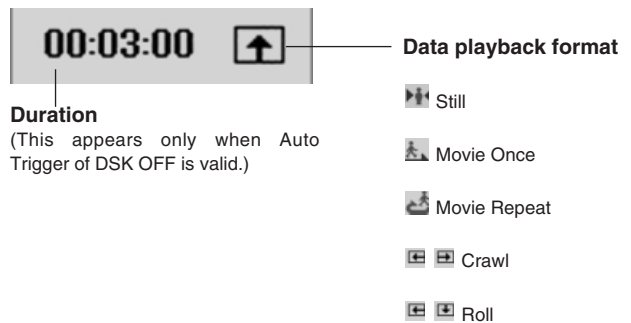 00:03:00
Data playback format
Duration
(This appears only when Auto
Trigger of DSK OFF is valid.)
Still
Movie Once
Movie Repeat
Crawl
Roll